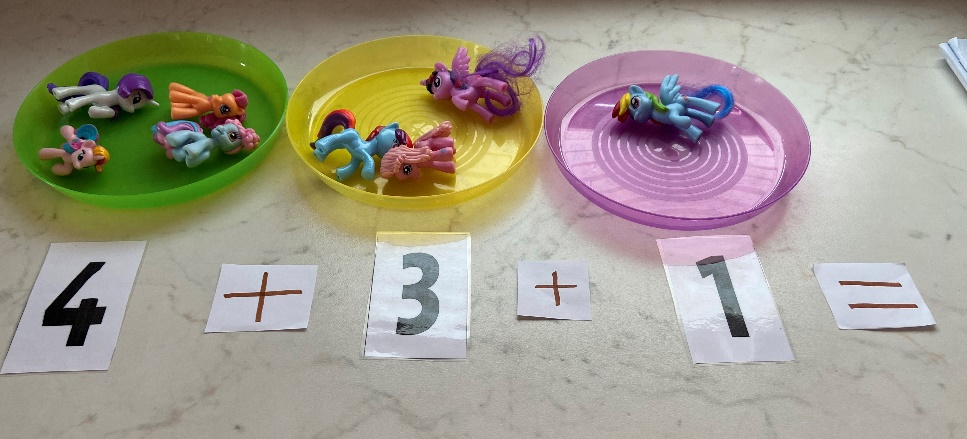 4 + 3 + 1 =